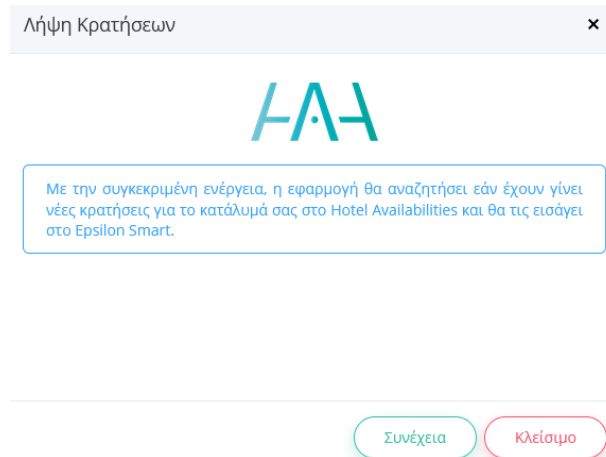 Λήψη Κρατήσεων
×
Με την συγκεκριμένη ενέργεια, η εφαρμογή θα αναζητήσει εάν έχουν γίνει
νέες κρατήσεις για το κατάλυμά σας στο Hotel Availabilities και θα τις εισάγει
στο Epsilon Smart.
Συνέχεια
Κλείσιμο